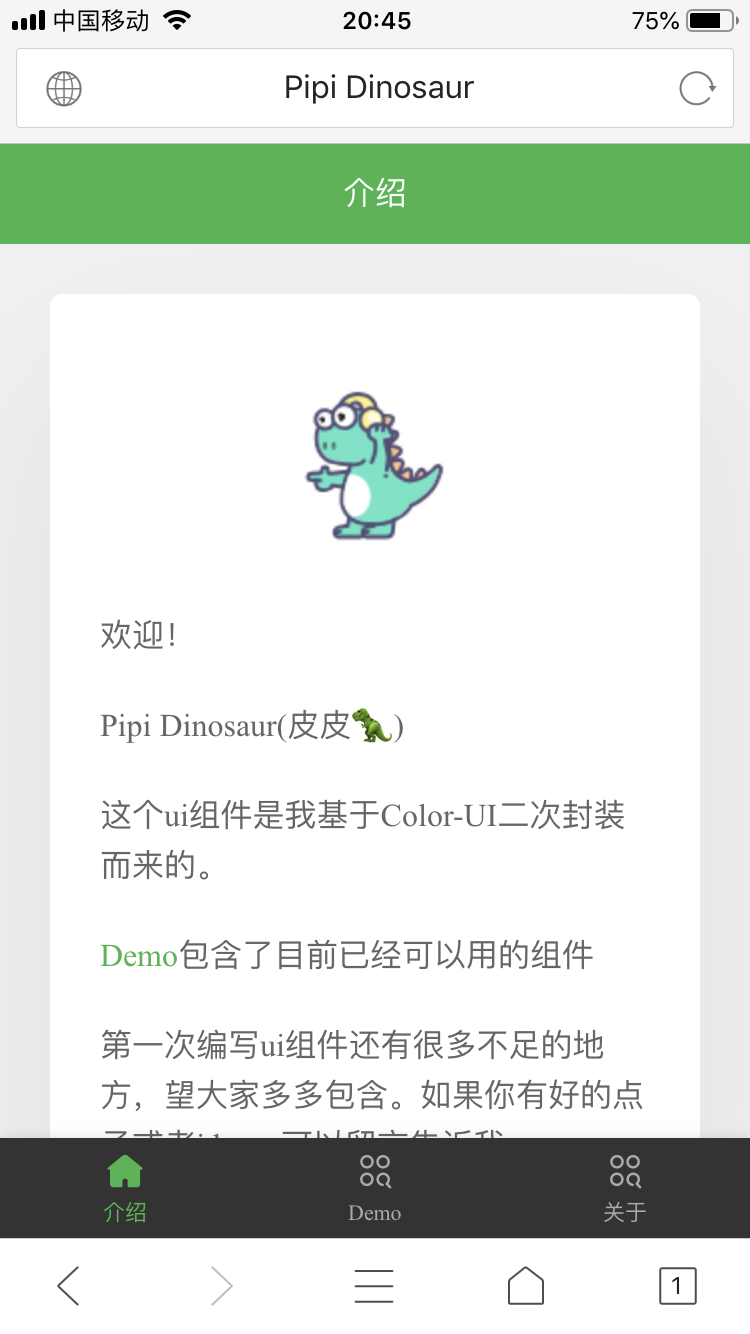 中国移动 20:45 75%
Pipi Dinosaur
介绍
欢迎！
Pipi Dinosaur(皮皮🦖)
这个ui组件是我基于Color-UI二次封装
而来的。
Demo包含了目前已经可以用的组件
第一次编写ui组件还有很多不足的地
方，望大家多多包含。如果你有好的点
介绍 Demo 关于
1